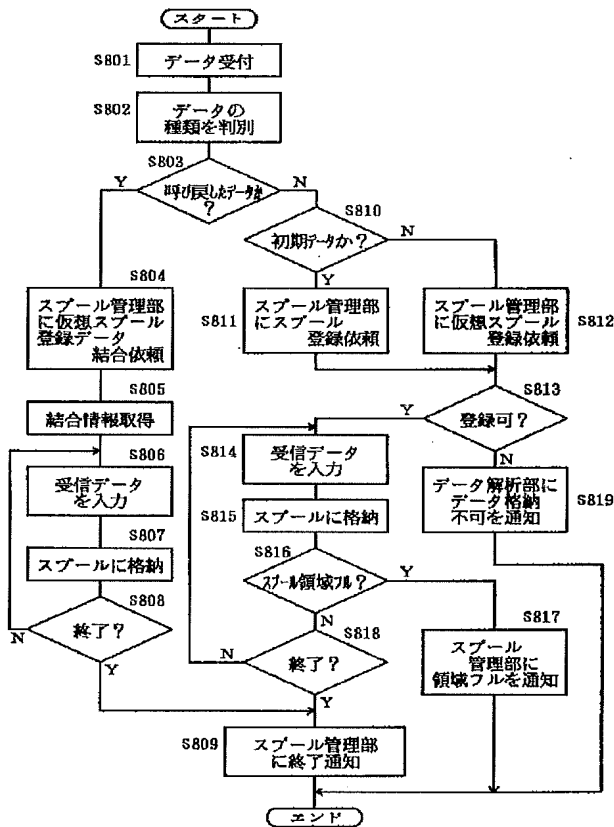 スタート
S801
データ受付
S802
データの
種類を判別
S803
呼び戻したデータか
?
Y
N
S810
初期データか?
N
Y
S804
スプール管理部
に仮想スプール
登録データ
結合依頼
S811
スプール管理部
にスプール
登録依頼
スプール管理部
に仮想スプール
登録依頼
S812
S805
結合情報取得
S813
登録可?
Y
N
S806
受信データ
を入力
S814
受信データ
を入力
データ解析部に
データ格納
不可を通知
S819
S807
スプールに格納
S815
スプールに格納
S808
終了?
N
Y
S816
スプール領域フル?
Y
N
S817
スプール
管理部に
領域フルを通知
S818
終了?
N
Y
S809
スプール管理部
に終了通知
エンド